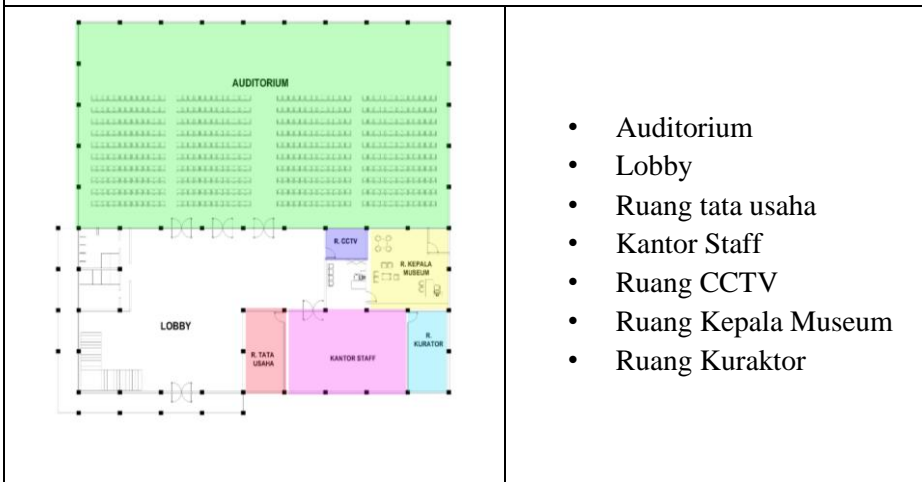 AUDITORIUM
R. CCTV
R. KEPALA
MUSEUM
LOBBY
R. TATA
USAHA
KANTOR STAFF
R.
KURATOR
• Auditorium
• Lobby
• Ruang tata usaha
• Kantor Staff
• Ruang CCTV
• Ruang Kepala Museum
• Ruang Kuraktor